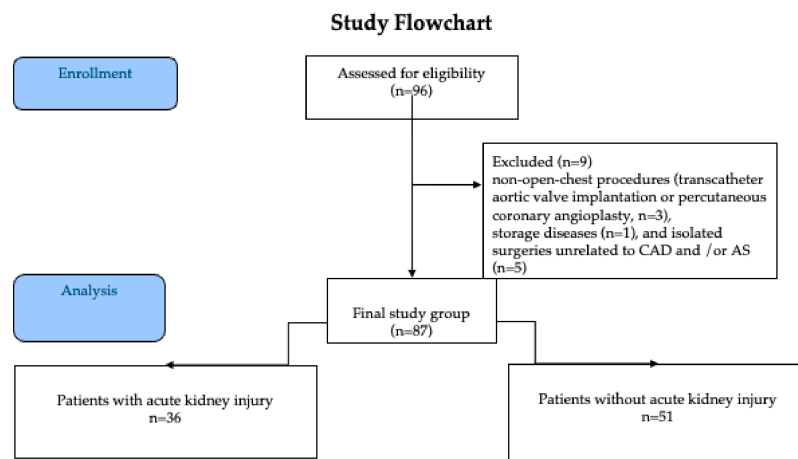 Study Flowchart
Enrollment
Assessed for eligibility
(n=96)
Excluded (n=9)
non-open-chest procedures (transcatheter
aortic valve implantation or percutaneous
coronary angioplasty, n=3),
storage diseases (n=1), and isolated
surgeries unrelated to CAD and /or AS
(n=5)
Analysis
Final study group
(n=87)
Patients with acute kidney injury
n=36
Patients without acute kidney injury
n=51